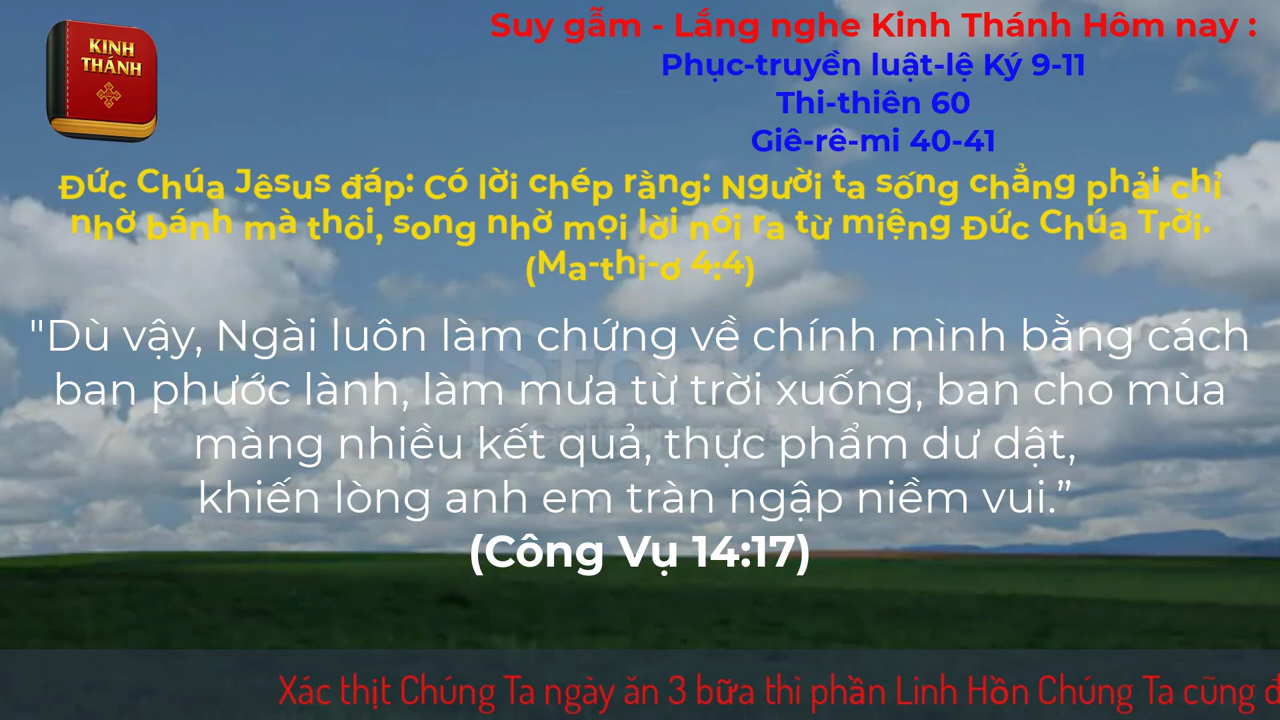 KINH
THÁNH
Suy gẫm - Lắng nghe Kinh Thánh Hôm nay :
Phục-truyền luật-lệ Ký 9-11
Thi-thiên 60
Giê-rê-mi 40-41
Đức Chúa Jêsus đáp: Có lời chép rằng: Người ta sống chẳng phải chỉ
nhờ bánh mà thôi, song nhờ mọi lời nói ra từ miệng Đức Chúa Trời.
(Ma-thi-ơ 4:4)
"Dù vậy, Ngài luôn làm chứng về chính mình bằng cách
ban phước lành, làm mưa từ trời xuống, ban cho mùa
màng nhiều kết quả, thực phẩm dư dật,
khiến lòng anh em tràn ngập niềm vui.”
(Công Vụ 14:17)
Xác thịt Chúng Ta ngày ăn 3 bữa thì phần Linh Hồn Chúng Ta cũng